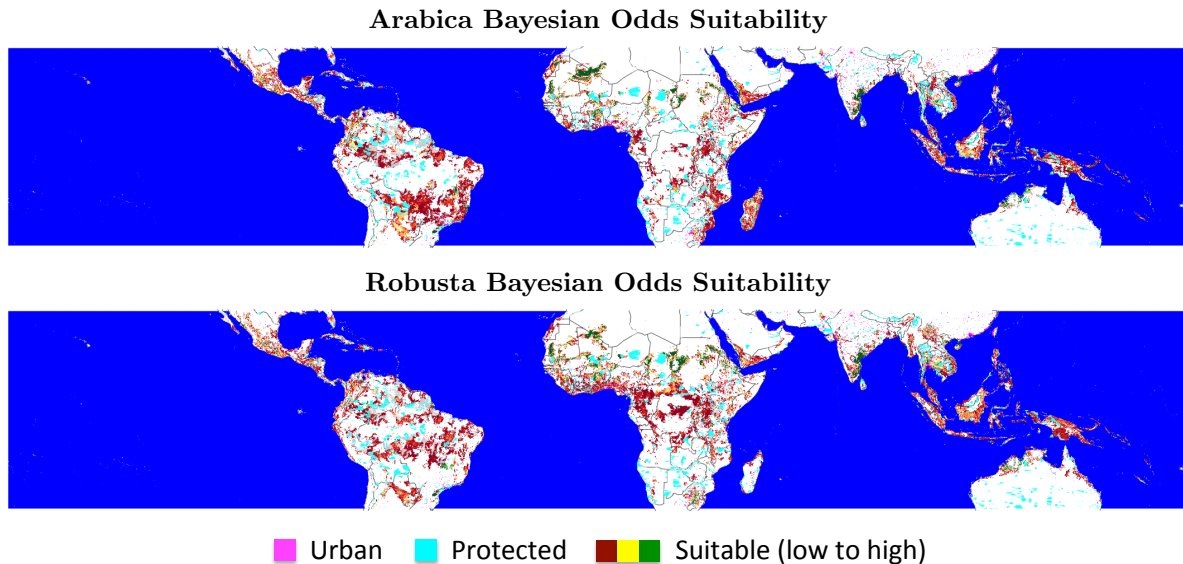 Arabica Bayesian Odds Suitability
Robusta Bayesian Odds Suitability
Urban Protected Suitable (low to high)